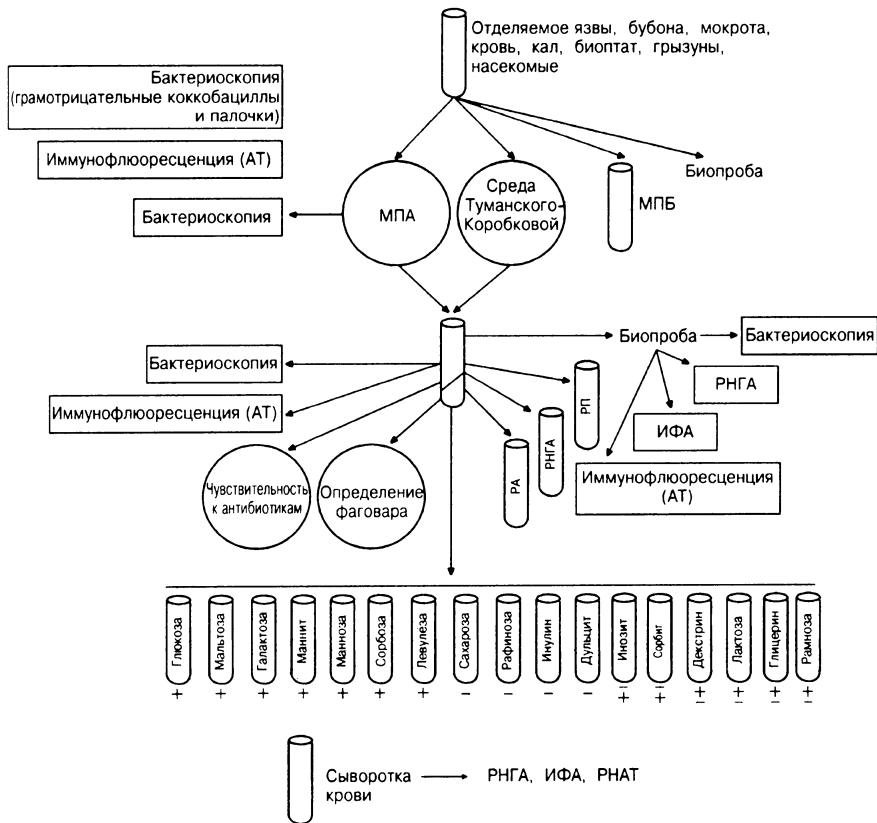 Отделяемое язвы, бубона, мокрота,
кровь, кал, биоптат, грызуны,
насекомые
Бактериоскопия
(грамотрицательные коккобациллы
и палочки)
Иммунофлюоресценция (АТ)
Бактериоскопия
МПА
Среда
Туманского-
Коробковой
МПБ
Биопроба
Бактериоскопия
Иммунофлюоресценция (АТ)
Чувствительность
к антибиотикам
Определение
фаговара
РА
РНГА
РП
Биопроба
Бактериоскопия
РНГА
ИФА
Иммунофлюоресценция
(АТ)
Глюкоза
Мальтоза
Галактоза
Маннит
Манноза
Сорбоза
Левулёза
Сахароза
Рафиноза
Инулин
Дульцит
Инозит
Сорбит
Декстрин
Лактоза
Глицерин
Рамноза
+ + + + + + + – – – – +– +– –+ –+ –+ –+
Сыворотка
крови
РНГА, ИФА, РНАТ